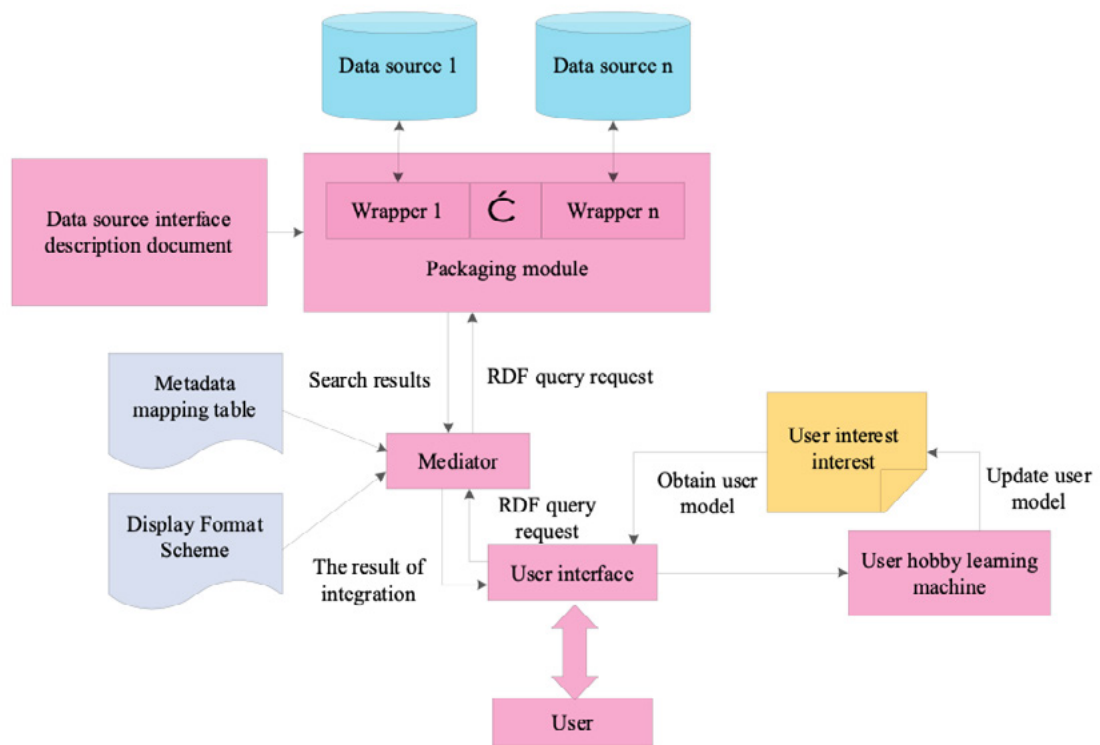 Data source 1
Data source n
Data source interface
description document
Wrapper 1
Ć
Wrapper n
Packaging module
Metadata
mapping table
Search results
RDF query request
User interest
interest
Mediator
Obtain user
model
Update user
model
Display Format
Scheme
RDF query
request
The result of
integration
User interface
User hobby learning
machine
User